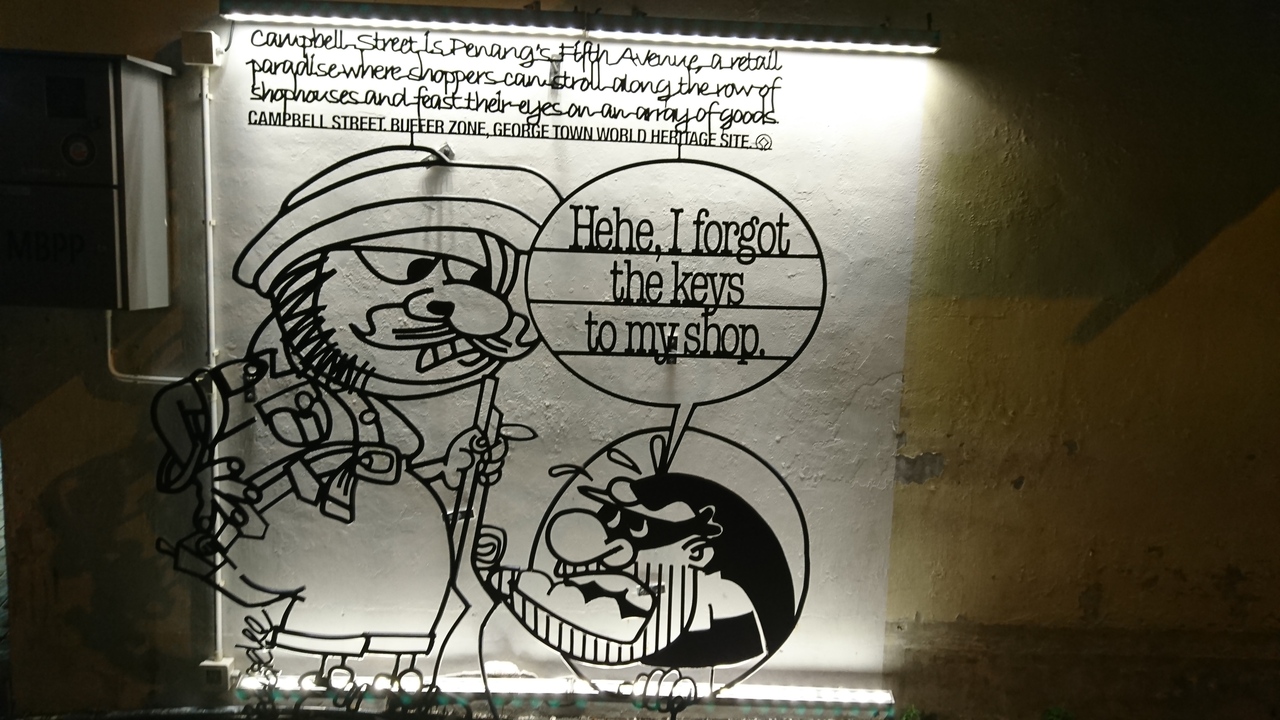 Campbell Street is Penang's Fifth Avenue, a retail
paradise where shoppers can stroll along the row of
shophouses and feast their eyes on an array of goods.
CAMPBELL STREET. BUFFER ZONE, GEORGE TOWN WORLD HERITAGE SITE.
MBPP
Hehe, I forgot
the keys
to my shop.